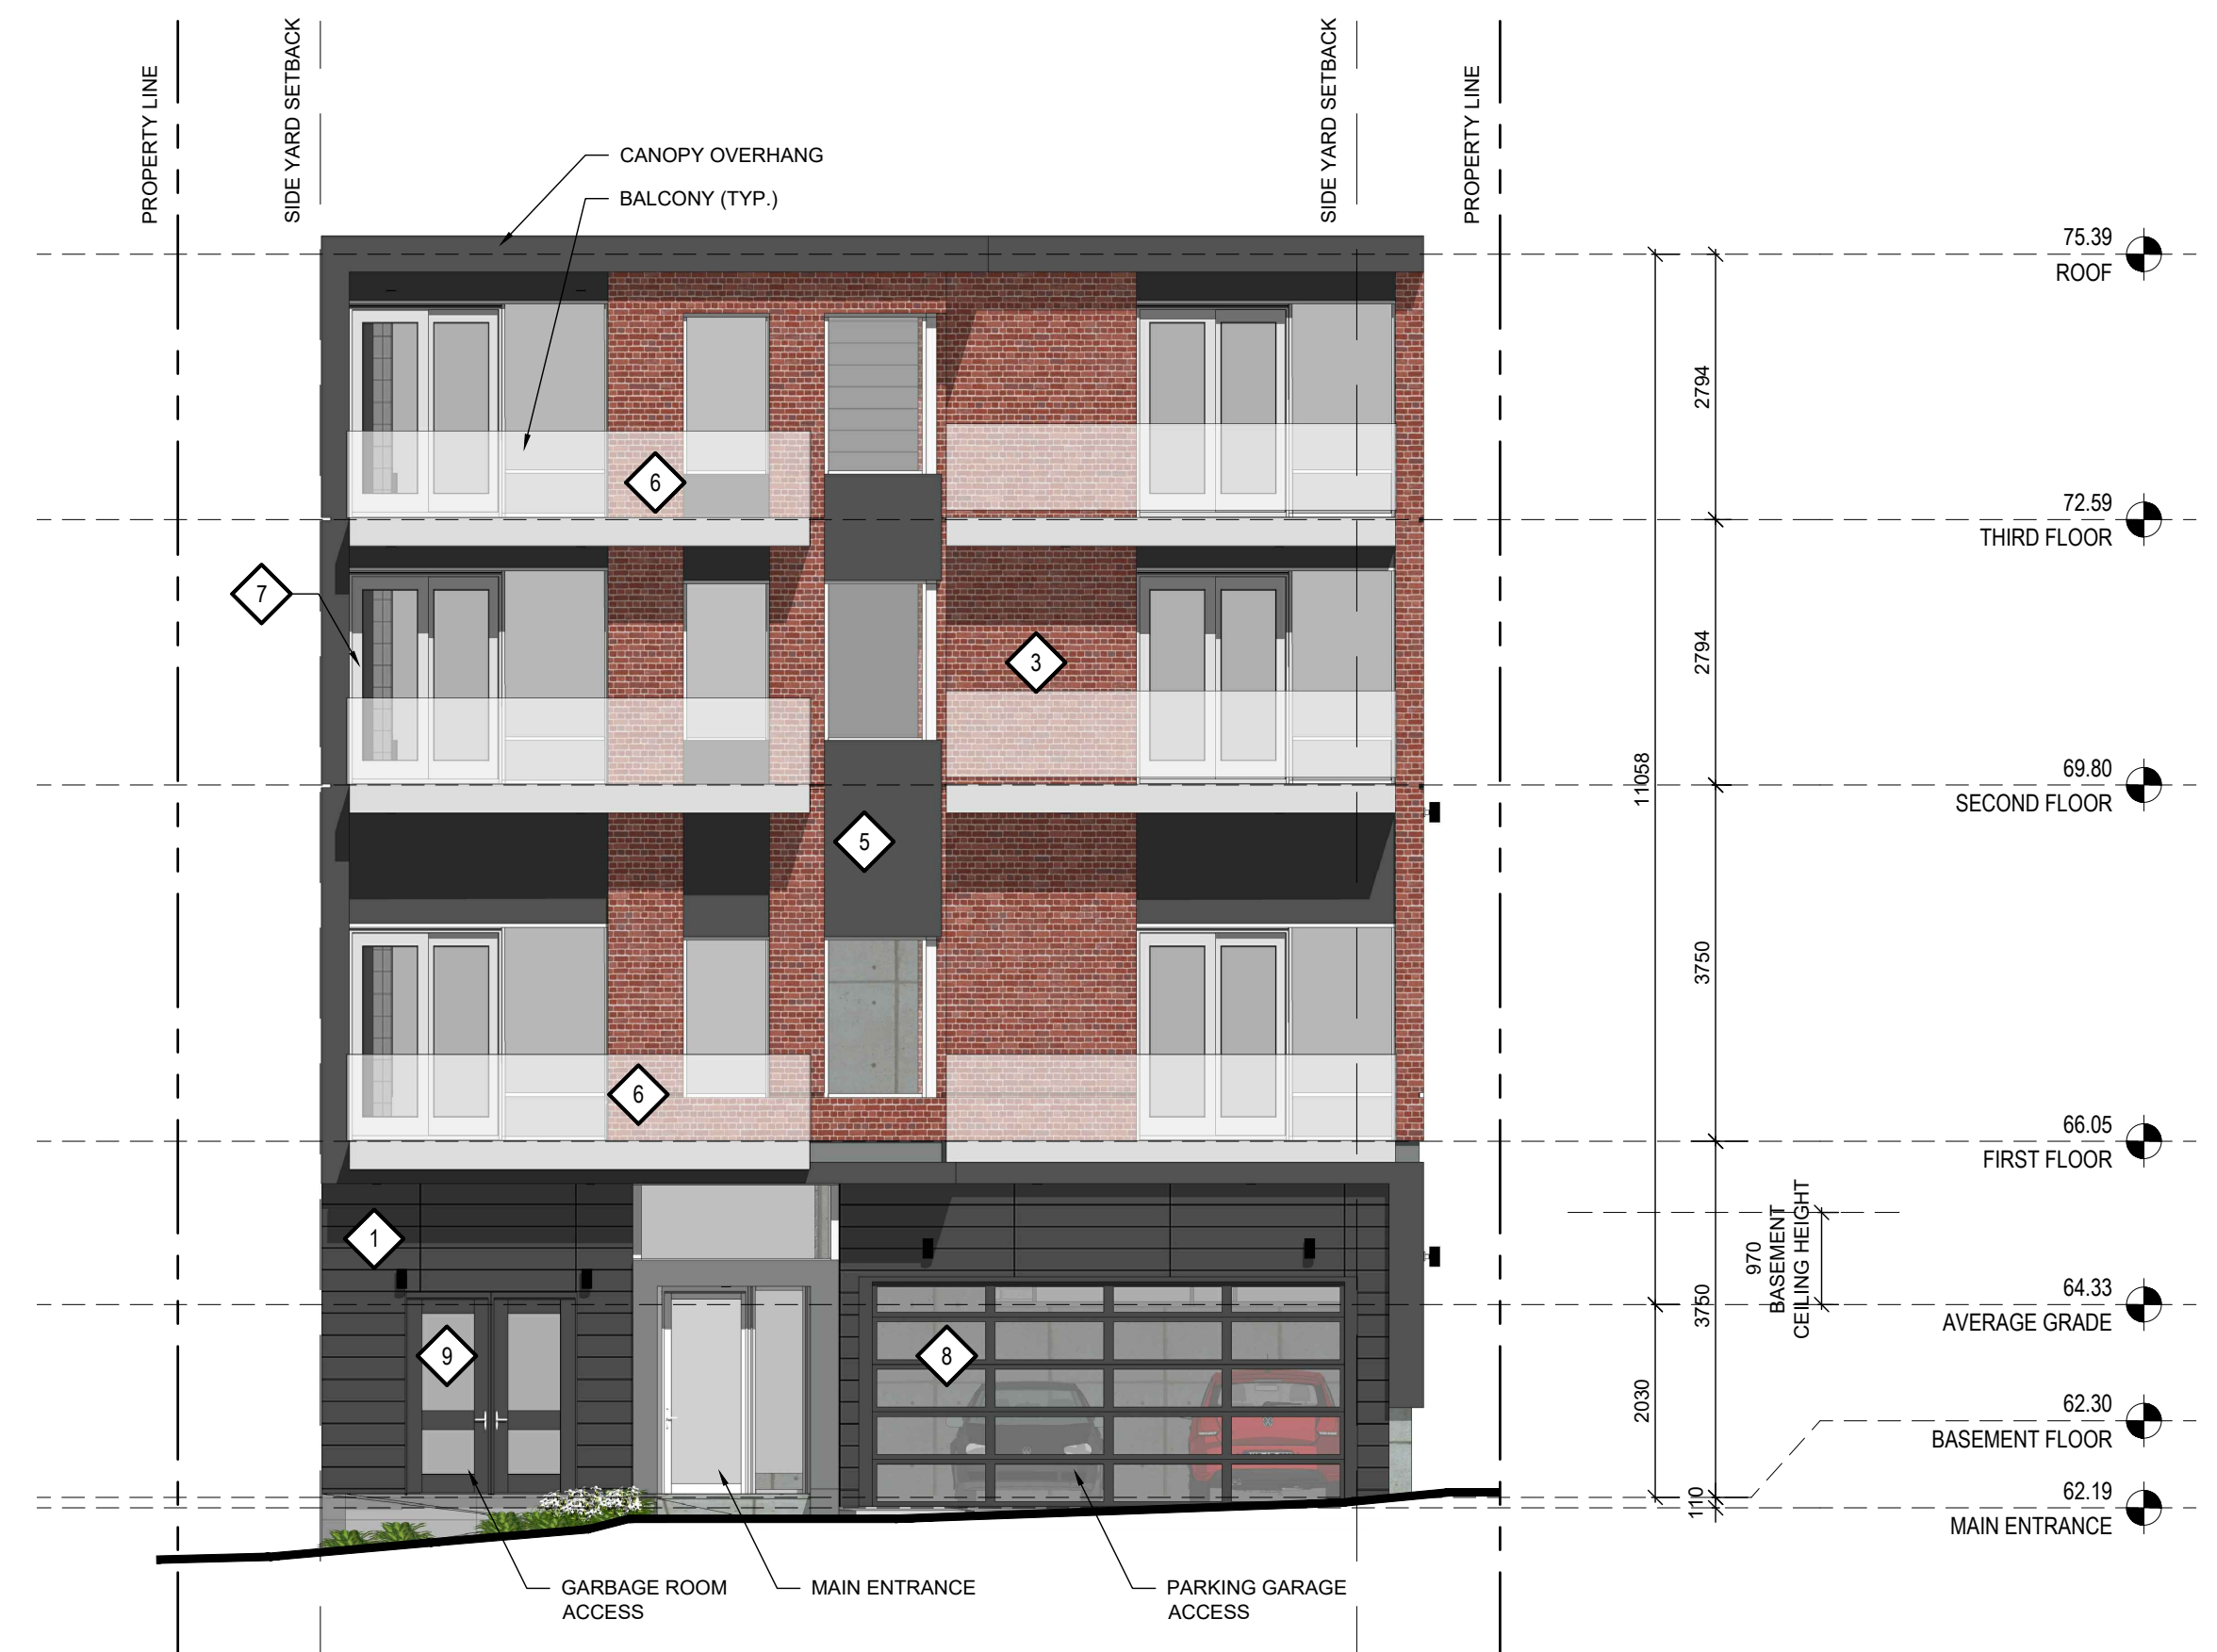 PROPERTY LINE
SIDE YARD SETBACK
SIDE YARD SETBACK
PROPERTY LINE
CANOPY OVERHANG
BALCONY (TYP.)
75.39
ROOF
2794
6
72.59
THIRD FLOOR
7
3
2794
11058
69.80
SECOND FLOOR
5
3750
6
66.05
FIRST FLOOR
1
970
BASEMENT
CEILING HEIGHT
64.33
AVERAGE GRADE
3750
9
8
2030
62.30
BASEMENT FLOOR
110
62.19
MAIN ENTRANCE
GARBAGE ROOM
ACCESS
MAIN ENTRANCE
PARKING GARAGE
ACCESS